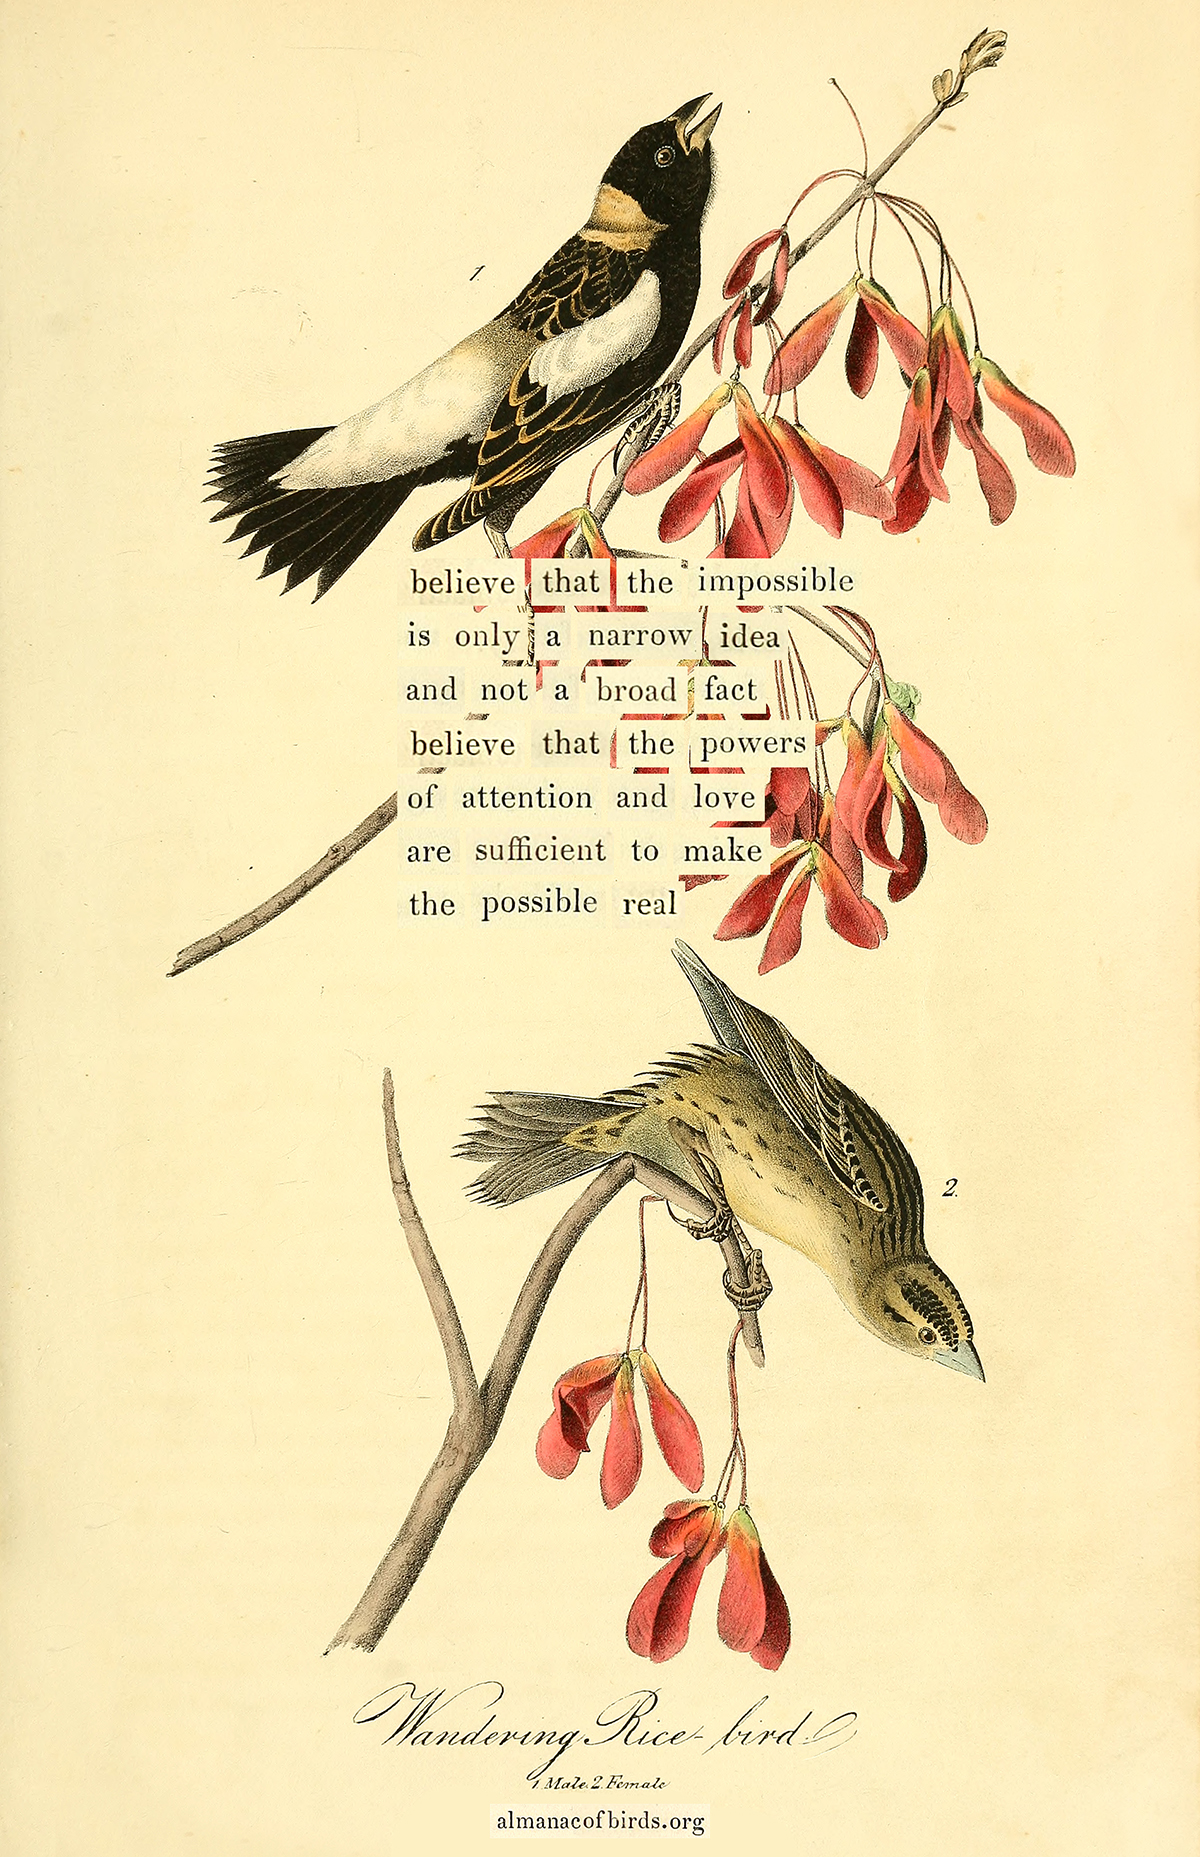 1.
believe that the impossible
is only a narrow idea
and not a broad fact
believe that the powers
of attention and love
are sufficient to make
the possible real
2.
Wandering Rice-bird.
1. Male. 2. Female
almanacofbirds.org